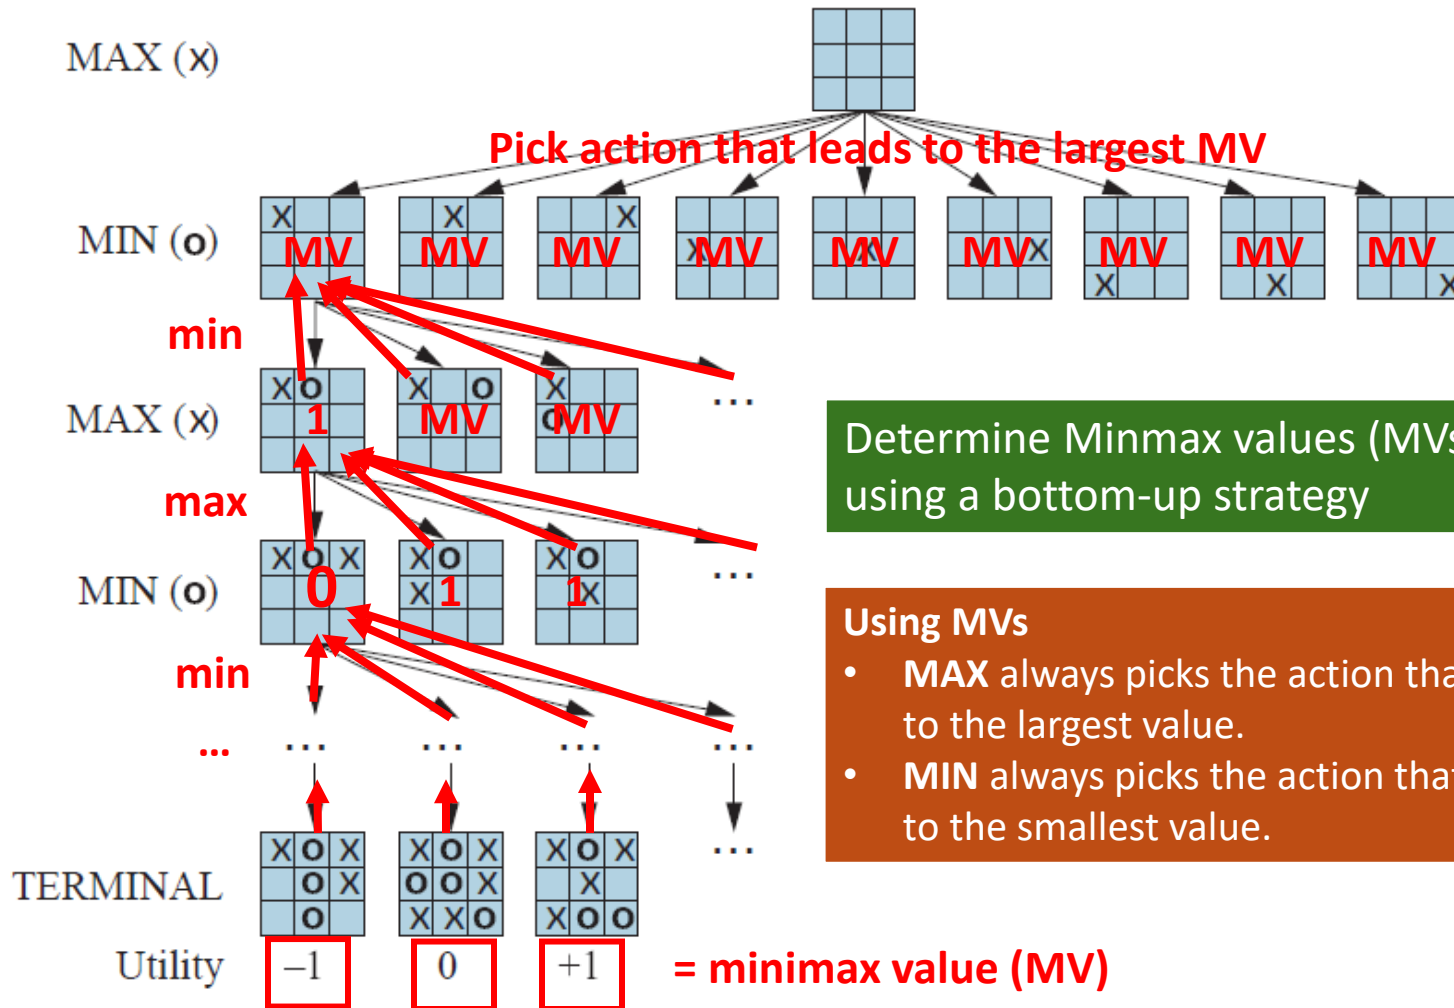 MAX (x)
Pick action that leads to the largest MV
MIN (o)
X X X X X X X X X
MV MV MV MV MV MV MV MV MV
min
MAX (x)
X O X O X O
1 MV MV
...
Determine Minmax values (MVs
using a bottom-up strategy
max
MIN (o)
X O X X O X O
X X
0 1 1
...
Using MVs
• MAX always picks the action tha
to the largest value.
• MIN always picks the action that
to the smallest value.
min
... ... ... ... ...
TERMINAL
X O X X O X X O X
O X O O X X
O X X O X O O
...
Utility –1 0 +1 = minimax value (MV)